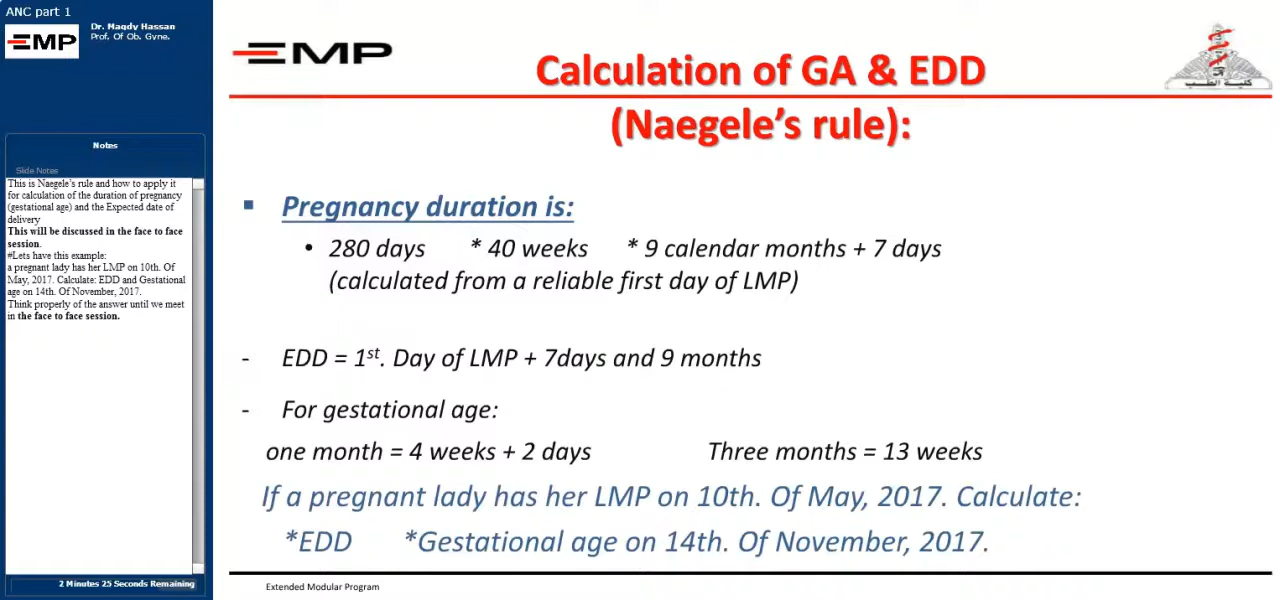 ANC part 1
EMP
Dr. Maqdy Hassan
Prof. Of Ob. Gyne.
Notes
Slide Notes
This is Naegele's rule and how to apply it
for calculation of the duration of pregnancy
(gestational age) and the Expected date of
delivery
This will be discussed in the face to face
session.
#Lets have this example:
a pregnant lady has her LMP on 10th. Of
May, 2017. Calculate: EDD and Gestational
age on 14th. Of November, 2017.
Think properly of the answer until we meet
in the face to face session.
2 Minutes 25 Seconds Remaining
EMP
كلية الطب
Calculation of GA & EDD
(Naegele's rule):
▪ Pregnancy duration is:
• 280 days * 40 weeks * 9 calendar months + 7 days
(calculated from a reliable first day of LMP)
- EDD = 1st. Day of LMP + 7days and 9 months
- For gestational age:
one month = 4 weeks + 2 days Three months = 13 weeks
If a pregnant lady has her LMP on 10th. Of May, 2017. Calculate:
*EDD *Gestational age on 14th. Of November, 2017.
Extended Modular Program